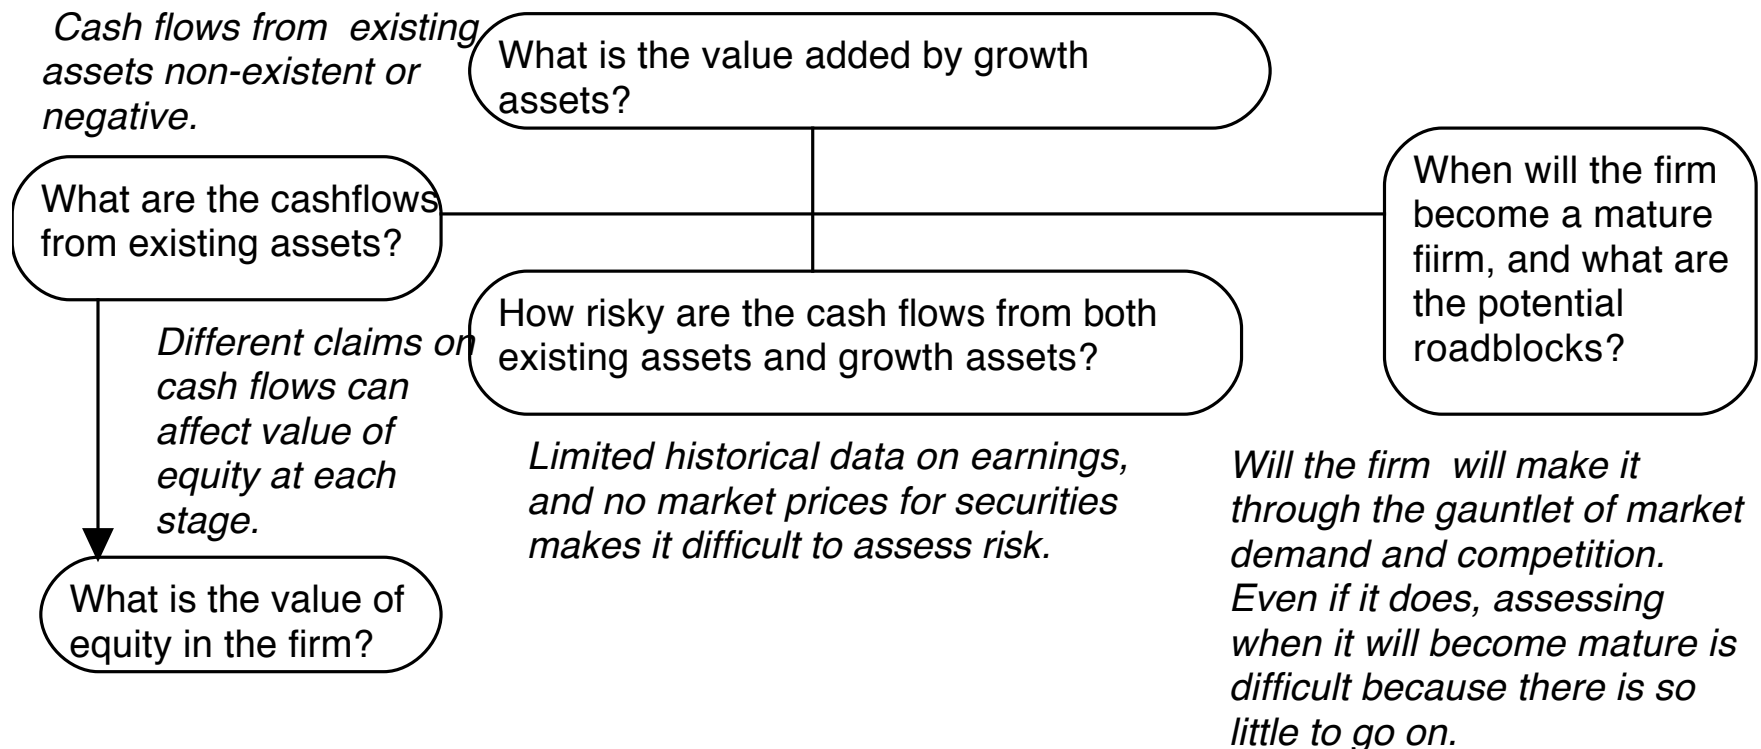 Cash flows from  existing
assets non-existent or
negative.
What is the value added by growth
assets?
What are the cashflows
from existing assets?
When will the firm
become a mature
fiirm, and what are
the potential
roadblocks?
How risky are the cash flows from both
existing assets and growth assets?
Different claims on
cash flows can
affect value of
equity at each
stage.
Limited historical data on earnings,
and no market prices for securities
makes it difficult to assess risk.
Will the firm  will make it
through the gauntlet of market
demand and competition.
Even if it does, assessing
when it will become mature is
difficult because there is so
little to go on.
What is the value of
equity in the firm?